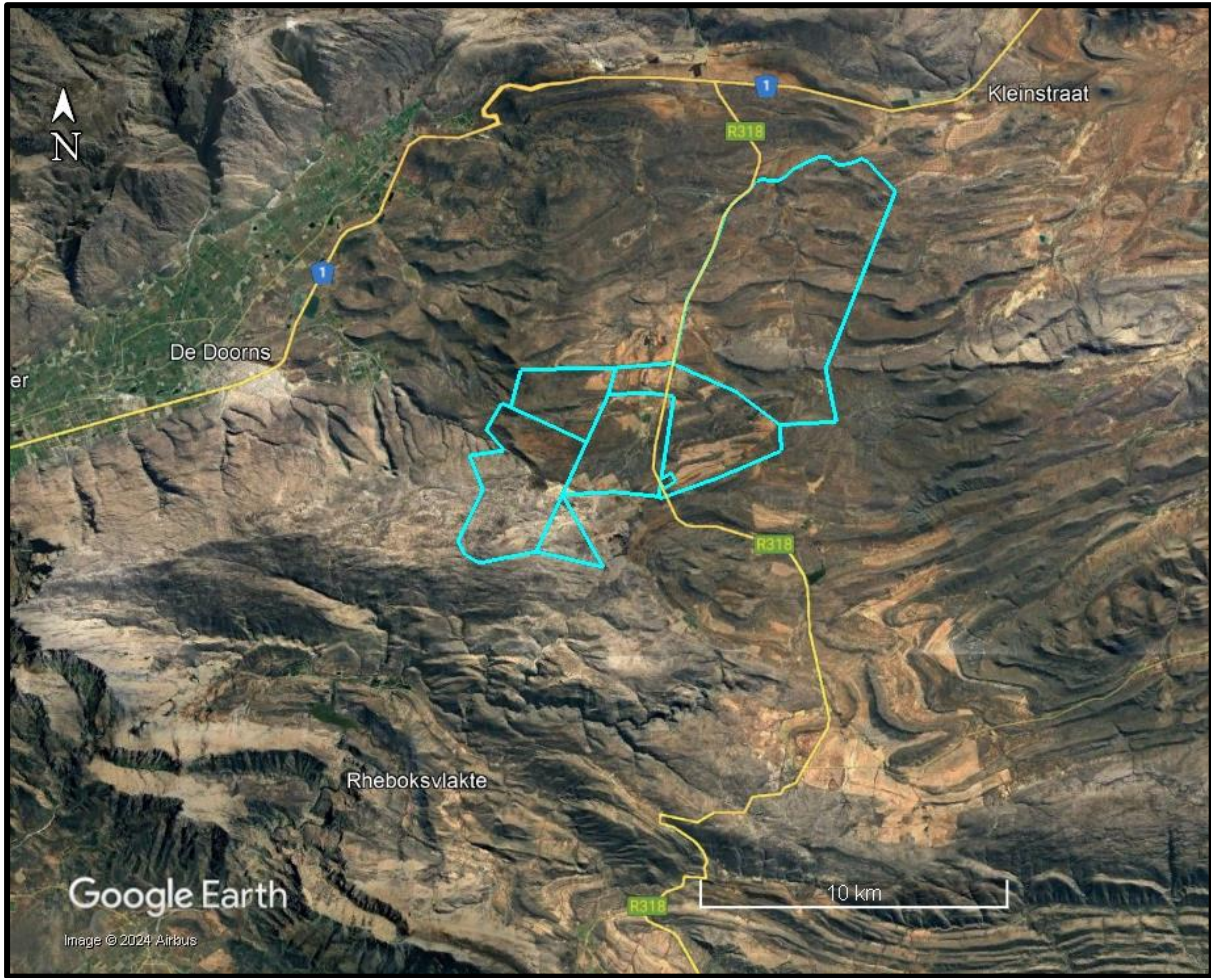 1
Kleinstraat
N
R318
1
De Doorns
er
R318
Rheboksvlakte
10 km
Google Earth
R318
Image © 2024 Airbus